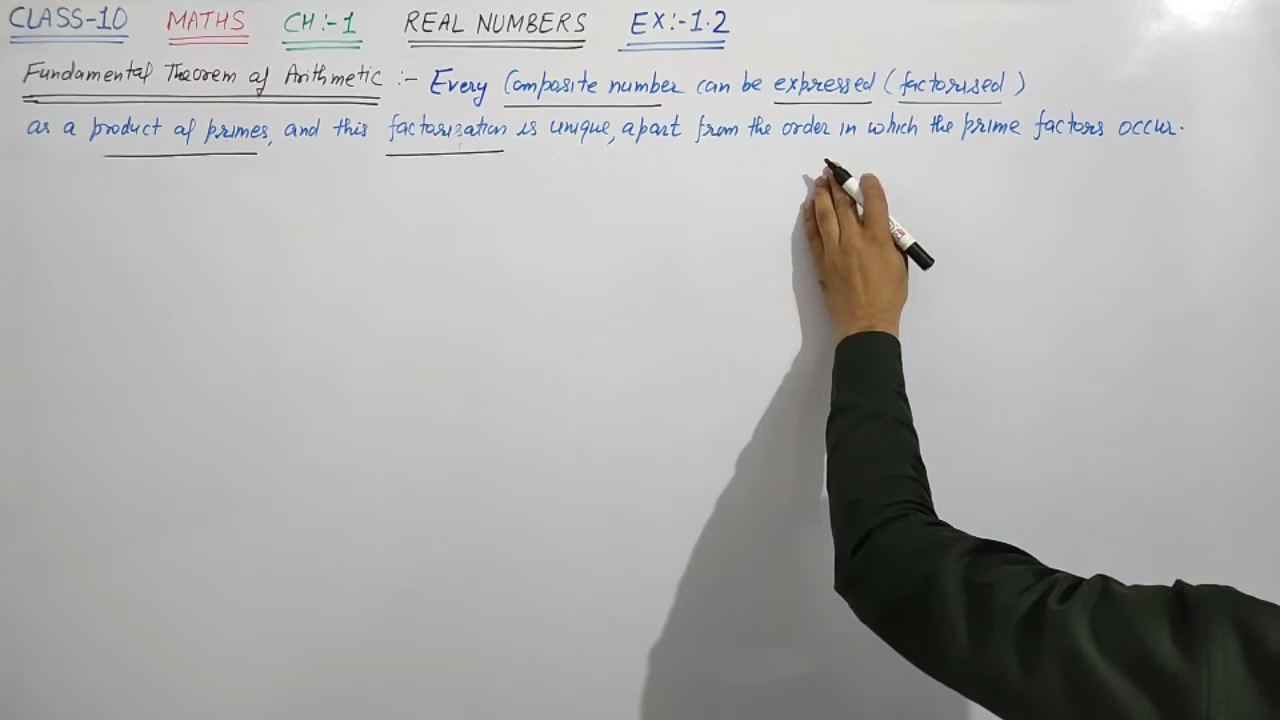 CLASS-10 MATHS CH:-1 REAL NUMBERS EX:-1.2
Fundamental Theorem of Arithmetic :- Every Composite number can be expressed (factorised)
as a product of primes, and this factorization is unique, apart from the order in which the prime factors occur.